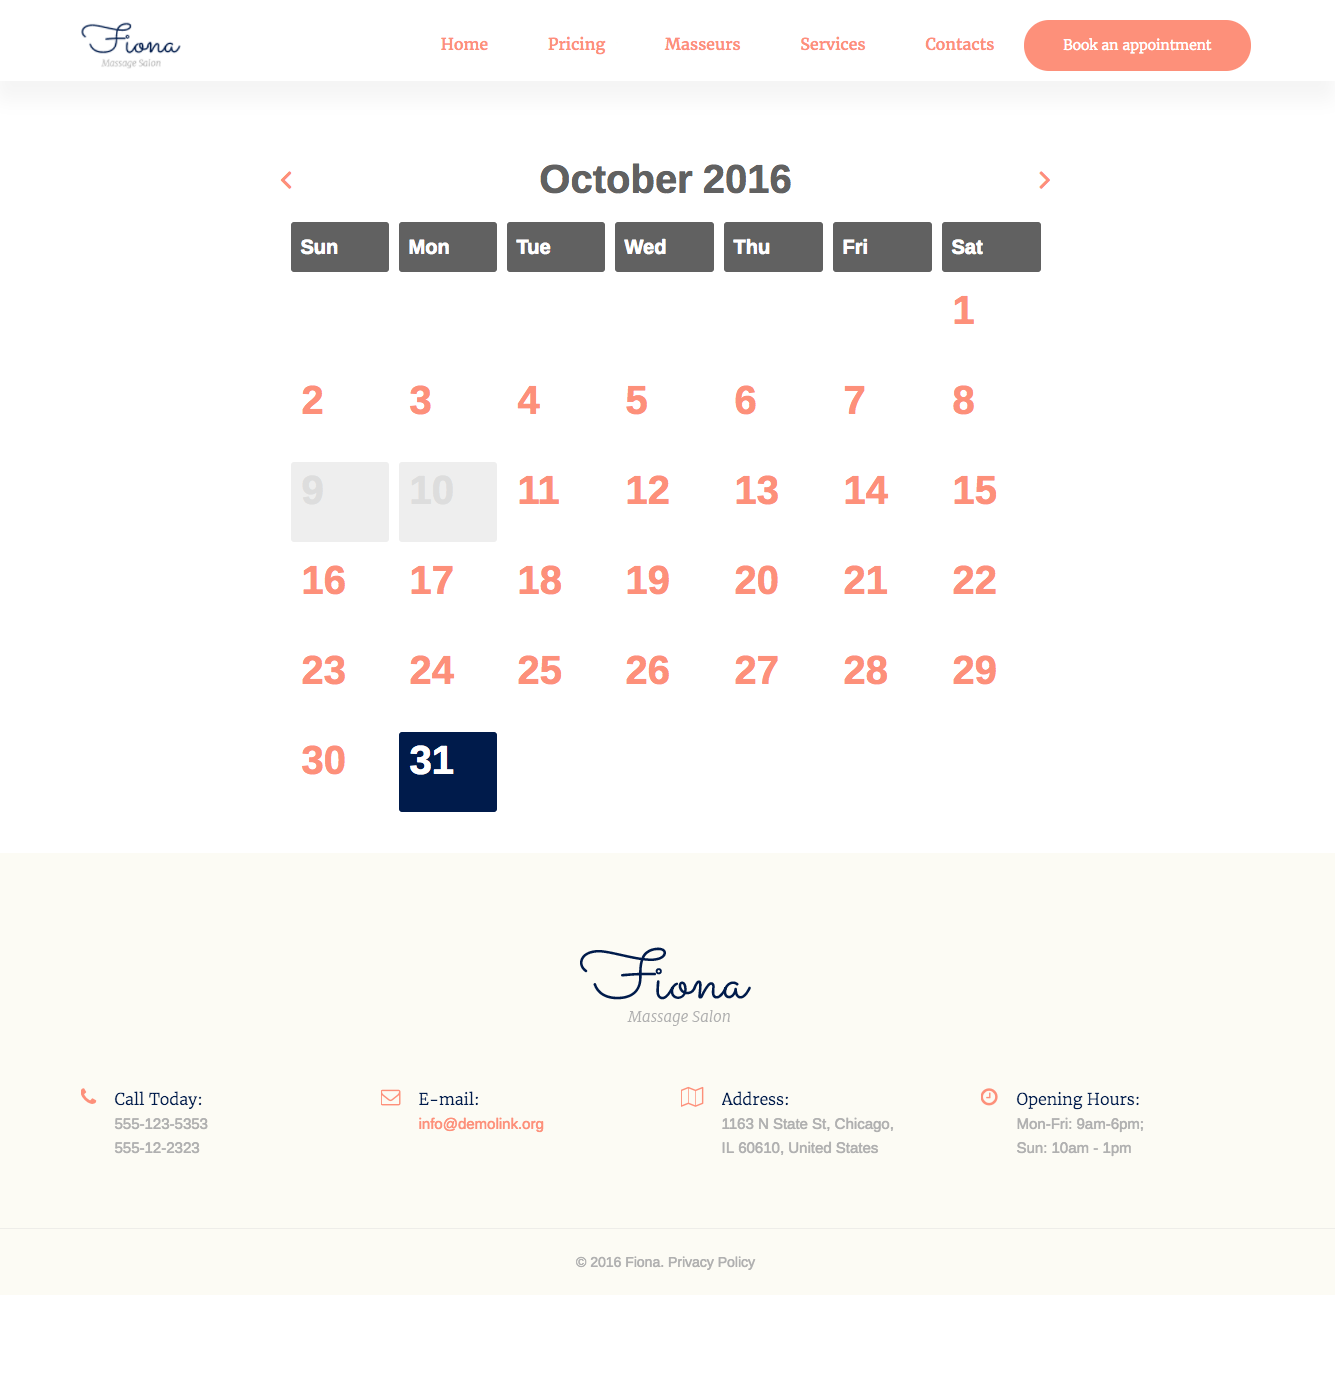 Fiona
Massage Salon
Home Pricing Masseurs Services Contacts Book an appointment
October 2016
Sun Mon Tue Wed Thu Fri Sat
1
2 3 4 5 6 7 8
9 10 11 12 13 14 15
16 17 18 19 20 21 22
23 24 25 26 27 28 29
30 31
Fiona
Massage Salon
Call Today:
555-123-5353
555-12-2323
E-mail:
info@demolink.org
Address:
1163 N State St, Chicago,
IL 60610, United States
Opening Hours:
Mon-Fri: 9am-6pm;
Sun: 10am - 1pm
© 2016 Fiona. Privacy Policy